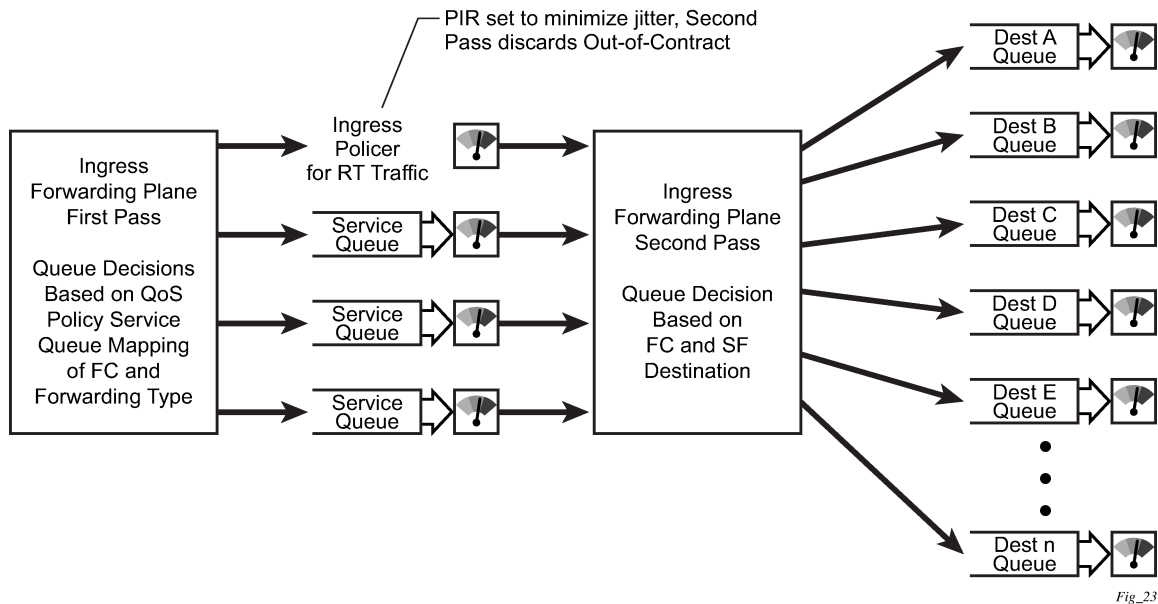 PIR set to minimize jitter, Second
Pass discards Out-of-Contract
Ingress
Forwarding Plane
First Pass
Queue Decisions
Based on QoS
Policy Service
Queue Mapping
of FC and
Forwarding Type
Ingress
Policer
for RT Traffic
Service
Queue
Service
Queue
Service
Queue
Ingress
Forwarding Plane
Second Pass
Queue Decision
Based on
FC and SF
Destination
Dest A
Queue
Dest B
Queue
Dest C
Queue
Dest D
Queue
Dest E
Queue
Dest n
Queue
Fig_23